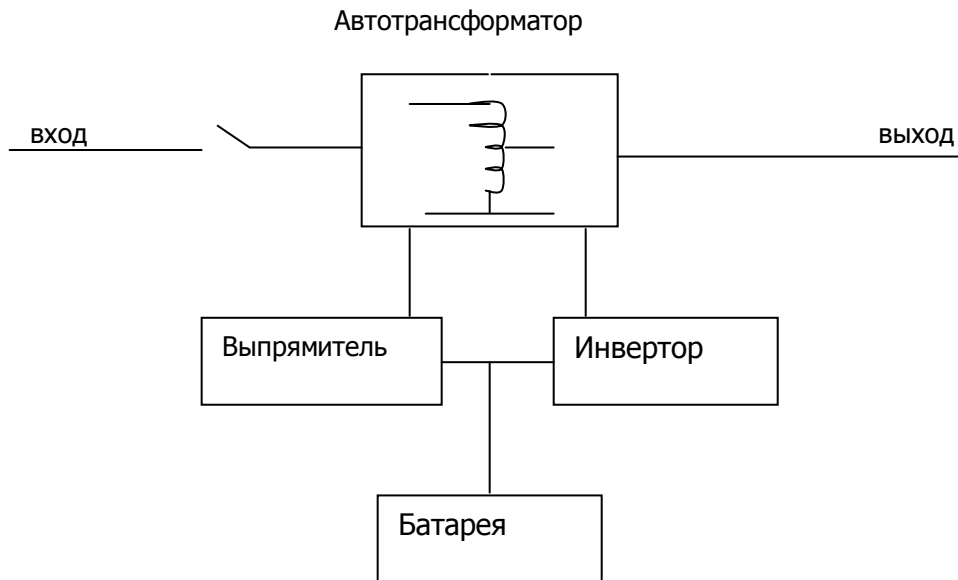 Автотрансформатор
вход
выход
Выпрямитель
Инвертор
Батарея